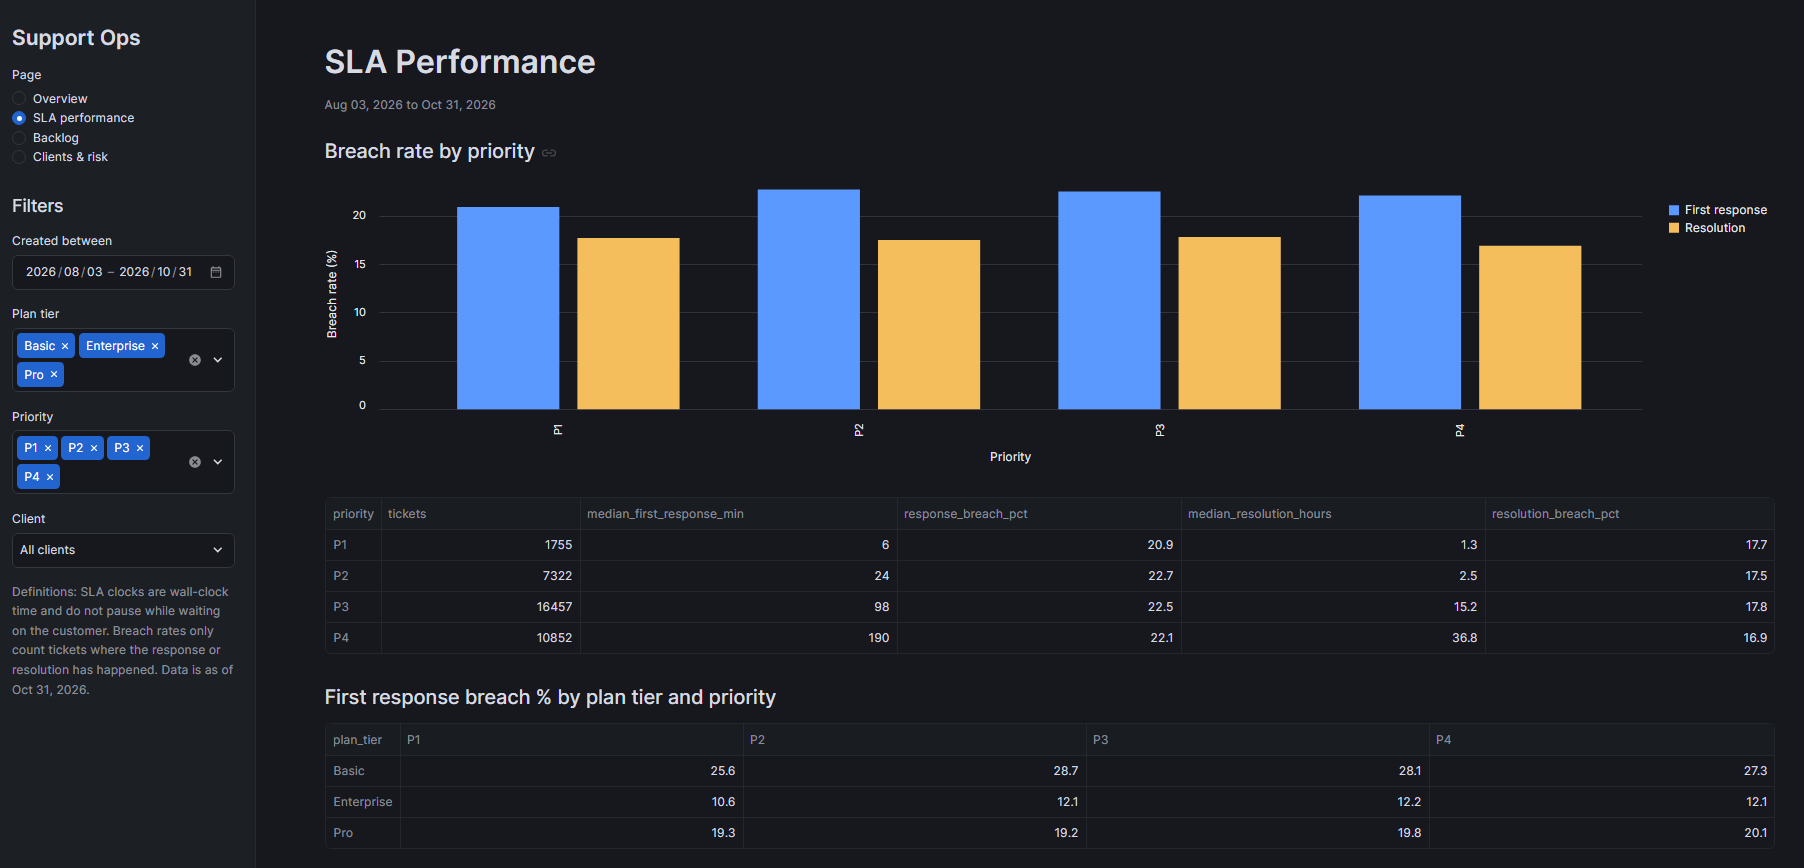 Support Ops
Page
Overview
SLA performance
Backlog
Clients & risk
Filters
Created between
2026/08/03 – 2026/10/31
Plan tier
Basic × Enterprise ×
Pro ×
Priority
P1 × P2 × P3 ×
P4 ×
Client
All clients
Definitions: SLA clocks are wall-clock
time and do not pause while waiting
on the customer. Breach rates only
count tickets where the response or
resolution has happened. Data is as of
Oct 31, 2026.
SLA Performance
Aug 03, 2026 to Oct 31, 2026
Breach rate by priority
Breach rate (%)
20
15
10
5
0
P1 P2 P3 P4
Priority
First response
Resolution
priority tickets median_first_response_min response_breach_pct median_resolution_hours resolution_breach_pct
P1 1755 6 20.9 1.3 17.7
P2 7322 24 22.7 2.5 17.5
P3 16457 98 22.5 15.2 17.8
P4 10852 190 22.1 36.8 16.9
First response breach % by plan tier and priority
plan_tier P1 P2 P3 P4
Basic 25.6 28.7 28.1 27.3
Enterprise 10.6 12.1 12.2 12.1
Pro 19.3 19.2 19.8 20.1